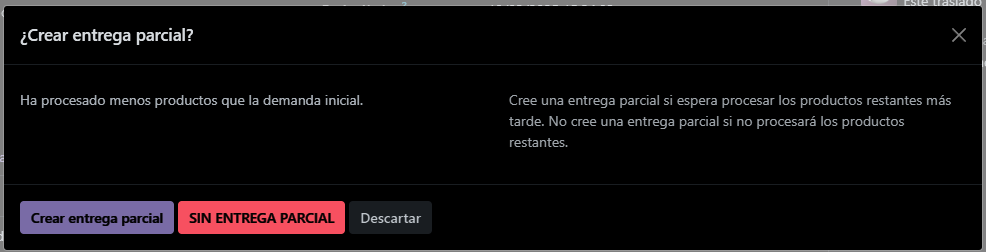 Este traslado
¿Crear entrega parcial?
Ha procesado menos productos que la demanda inicial.
Cree una entrega parcial si espera procesar los productos restantes más
tarde. No cree una entrega parcial si no procesará los productos
restantes.
Crear entrega parcial
SIN ENTREGA PARCIAL
Descartar